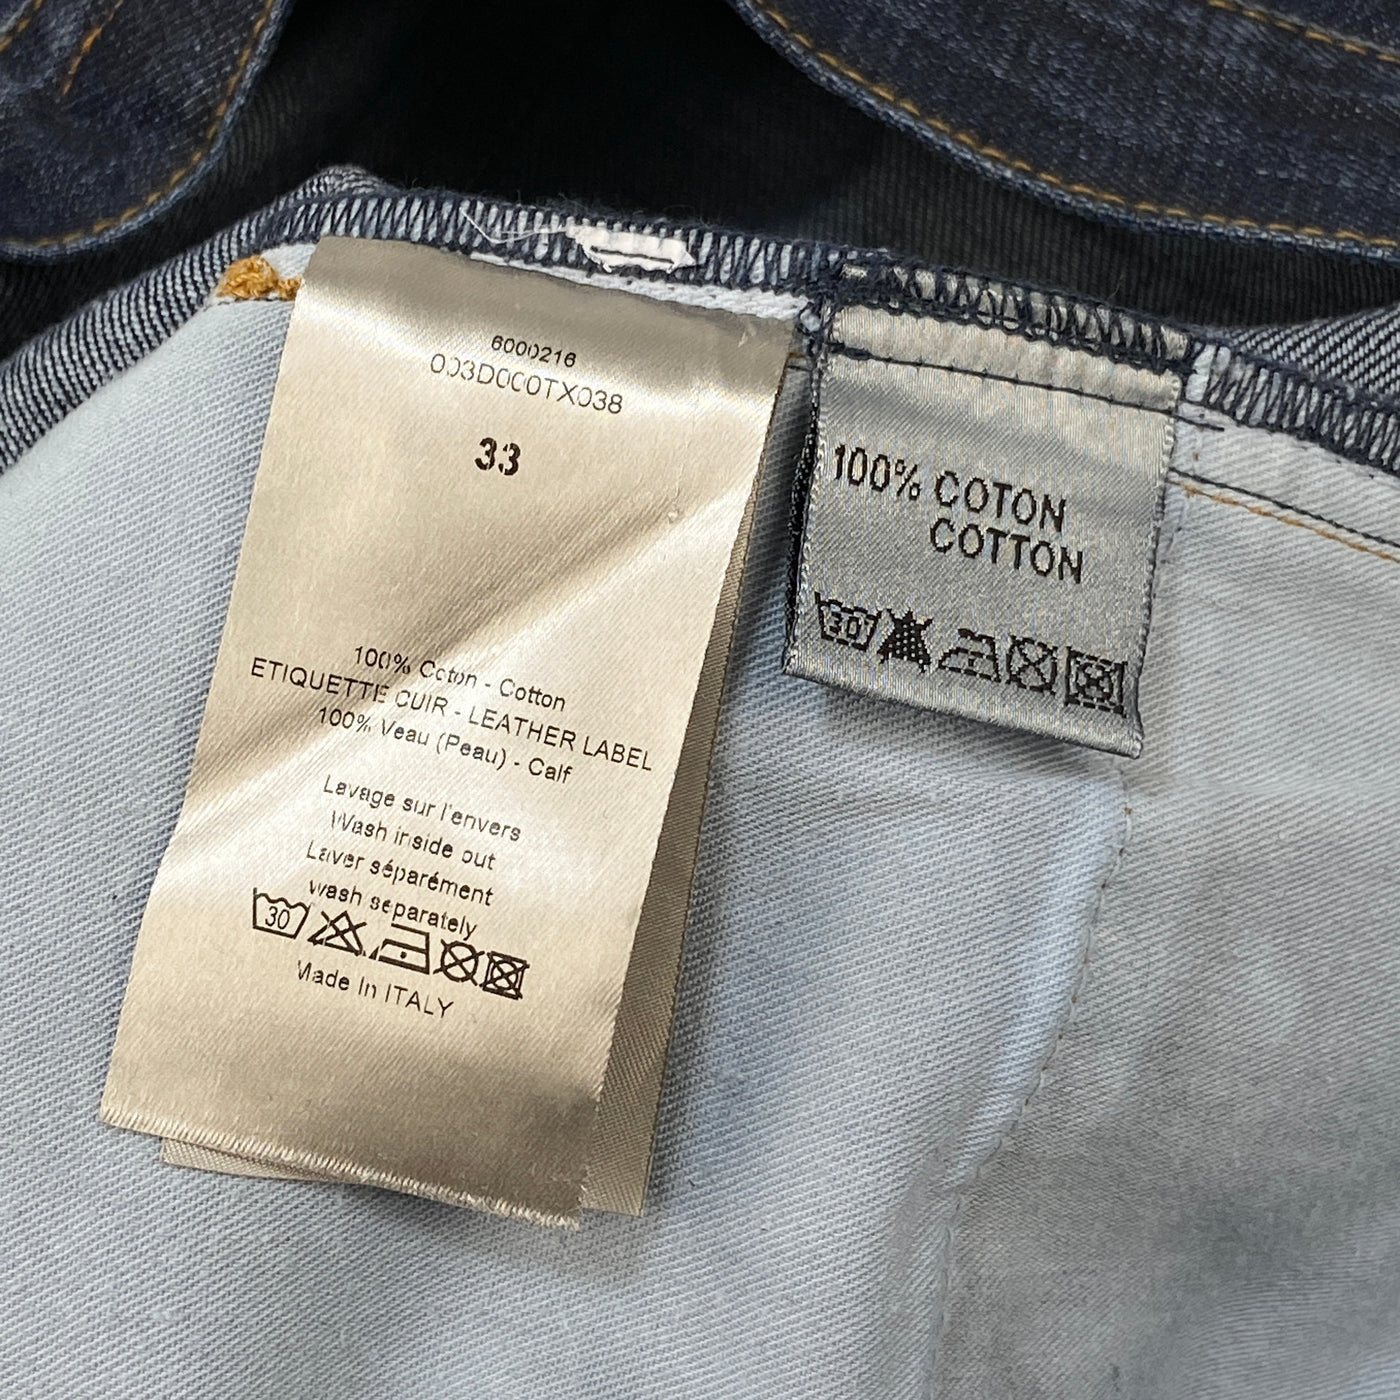 6000216
003D000TX038
33
100% Coton - Cotton
ETIQUETTE CUIR - LEATHER LABEL
100% Veau (Peau) - Calf
Lavage sur l'envers
Wash inside out
Laver séparément
wash separately
30
Made In ITALY
100% COTON
COTTON
30